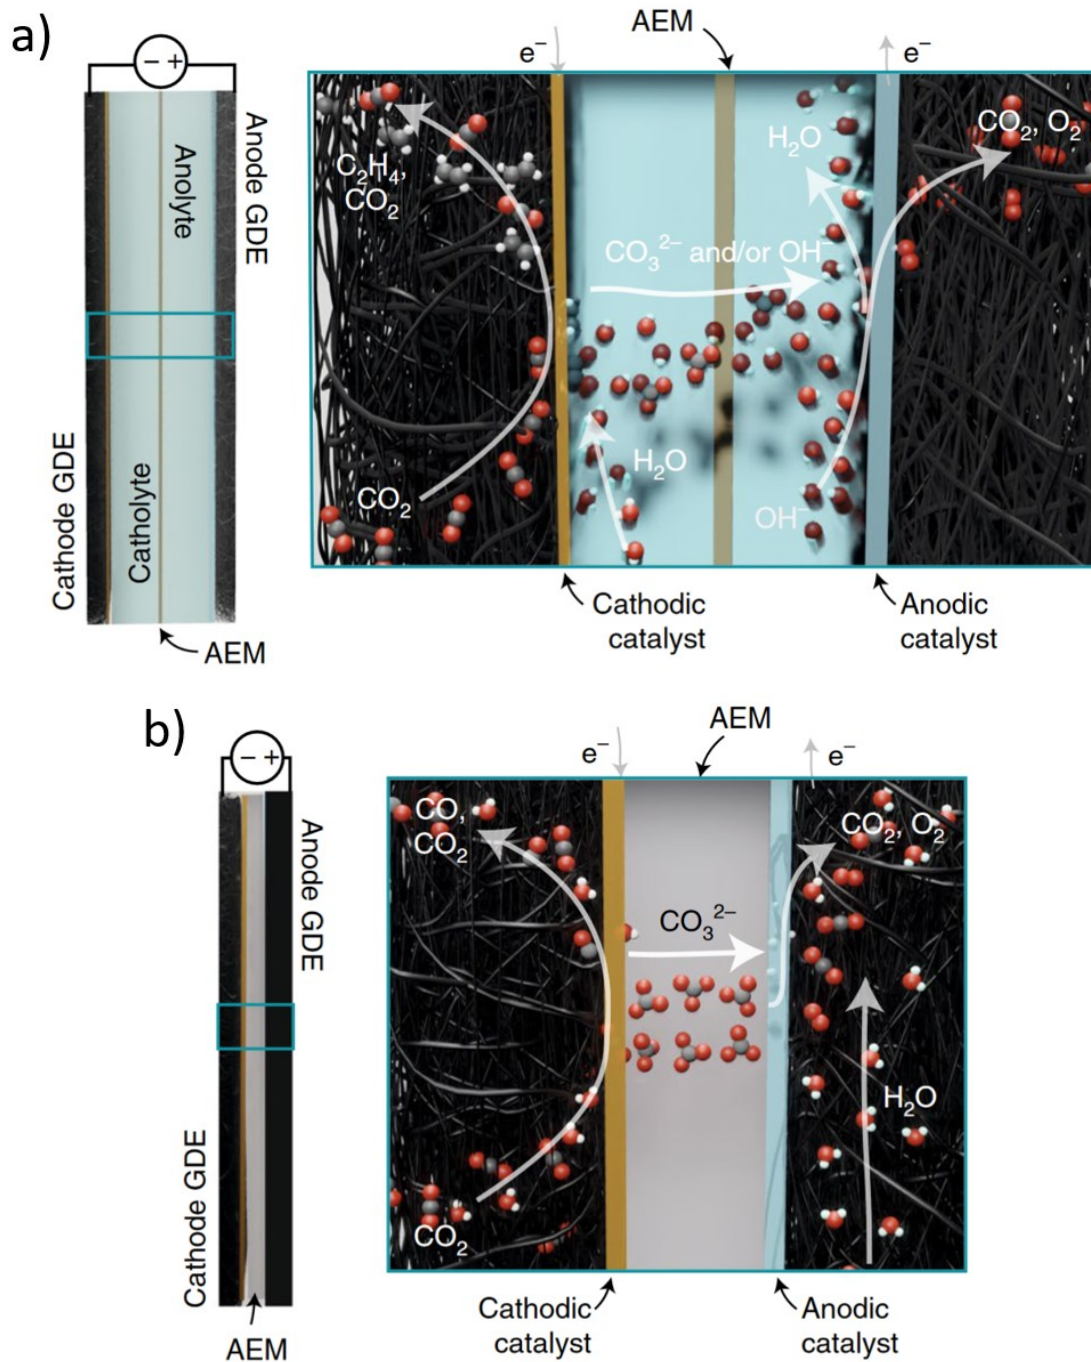 a)
− +
Anode GDE
Anolyte
Catholyte
Cathode GDE
AEM
AEM
e⁻
e⁻
C₂H₄,
CO₂
H₂O
CO₂, O₂
CO₃²⁻ and/or OH⁻
CO₂
H₂O
OH⁻
Cathodic
catalyst
Anodic
catalyst
b)
− +
Anode GDE
Cathode GDE
AEM
AEM
e⁻
e⁻
CO,
CO₂
CO₂, O₂
CO₃²⁻
H₂O
CO₂
Cathodic
catalyst
Anodic
catalyst